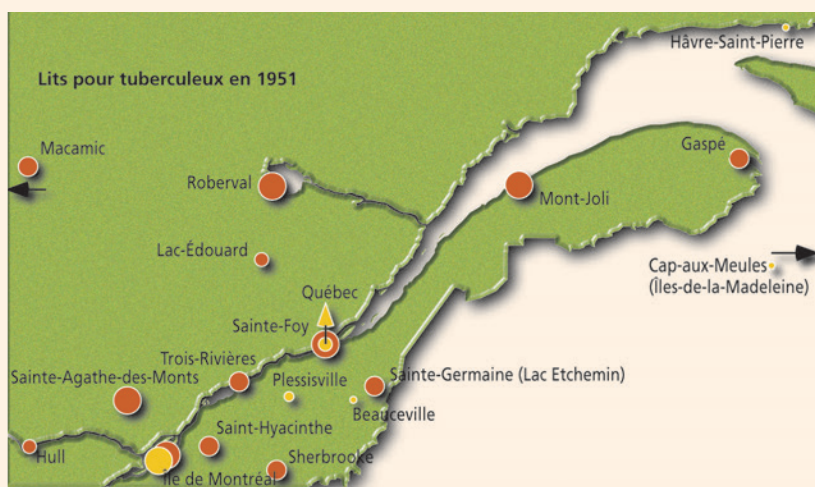 Hâvre-Saint-Pierre
Lits pour tuberculeux en 1951
Macamic
Gaspé
Roberval
Mont-Joli
Lac-Édouard
Cap-aux-Meules
(Îles-de-la-Madeleine)
Québec
Sainte-Foy
Trois-Rivières
Sainte-Agathe-des-Monts
Plessisville
Sainte-Germaine (Lac Etchemin)
Beauceville
Saint-Hyacinthe
Hull
Sherbrooke
Île de Montréal